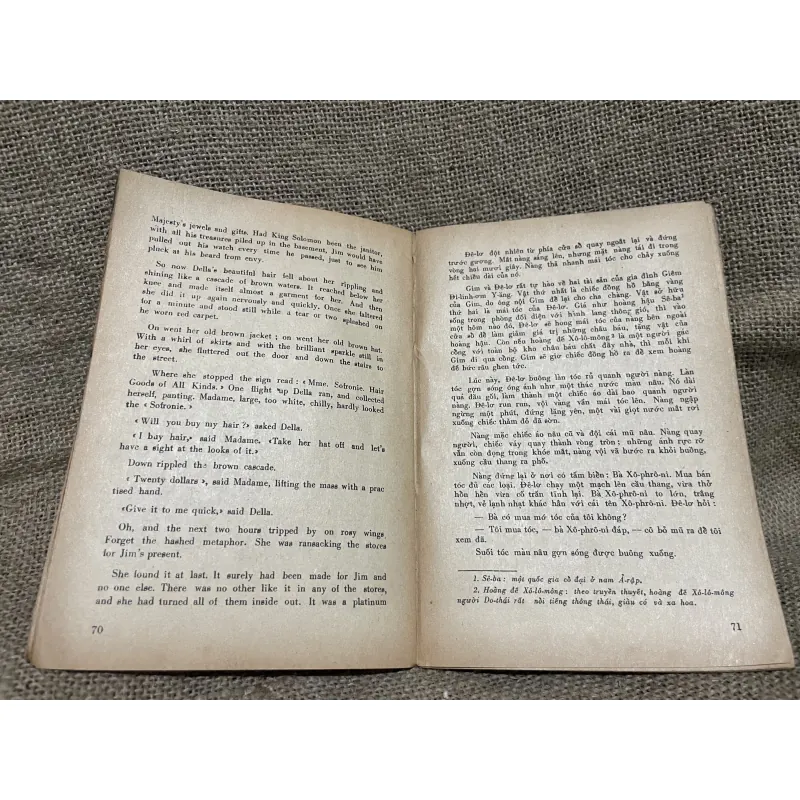 Majesty's jewels and gifts. Had King Solomon been the janitor,
with all his treasures piled up in the basement, Jim would have
pulled out his watch every time he passed, just to see him
pluck at his beard from envy.
So now Della's beautiful hair fell about her rippling and
shining like a cascade of brown waters. It reached below her
knee and made itself almost a garment for her. And then
she did it up again nervously and quickly. Once she faltered
for a minute and stood still while a tear or two splashed on
he worn red carpet.
On went her old brown jacket ; on went her old brown hat.
With a whirl of skirts and with the brilliant sparkle still in
her eyes, she fluttered out the door and down the stairs to
the street.
Where she stopped the sign read : «Mme. Sofronie. Hair
Goods of All Kinds.» One flight up Della ran, and collected
herself, panting. Madame, large, too white, chilly, hardly looked
the « Sofronie. »
« Will you buy my hair ?» asked Della.
« I bay hair,» said Madame. «Take her hat off and let's
have a sight at the looks of it.»
Down rippled the brown cascade.
« Twenty dollars », said Madame, lifting the mass with a prac
tised hand.
«Give it to me quick,» said Della.
Oh, and the next two hours tripped by on rosy wings.
Forget the hashed metaphor. She was ransacking the stores
for Jim's present.
She found it at last. It surely had been made for Jim and
no one else. There was no other like it in any of the stores,
and she had turned all of them inside out. It was a platinum
70
Đê-lơ đột nhiên từ phía cửa sổ quay ngoắt lại và đứng
trước gương. Mắt nàng sáng lên, nhưng mặt nàng tái đi trong
vòng hai mươi giây. Nàng thả nhanh mái tóc cho chảy xuống
hết chiều dài của nó.
Gim và Đê-lơ rất tự hào về hai tài sản của gia đình Giêm
Đi-linhơm Y-ăng. Vật thứ nhất là chiếc đồng hồ bằng vàng
của Gim, do ông nội Gim để lại cho cha chàng. Vật sở hữu
thứ hai là mái tóc của Đê-lơ. Giá như hoàng hậu Sê-ba¹
sống trong phòng đối diện với hình lang thông gió, thì vào
một hôm nào đó, Đê-lơ sẽ hong mái tóc của nàng bên ngoài
cửa sổ để làm giảm giá trị những châu báu, tặng vật của
hoàng hậu. Còn nếu hoàng đế Xô-lô-mông² là một người gác
cổng với toàn bộ kho châu báu chất đầy nhà, thì mỗi khi
Gim đi qua cổng. Gim sẽ giơ chiếc đồng hồ ra để xem hoàng
đế bứt râu ghen tức.
Lúc này, Đê-lơ buông làn tóc rũ quanh người nàng. Làn
tóc gợn sóng óng ánh như một thác nước màu nâu. Nó dài
quá đầu gối, làm thành một chiếc áo dài bao quanh người
nàng. Đê-lơ run run, vội vàng vấn mái tóc lên. Nàng ngập
ngừng một phút, đứng lặng yên, một vài giọt nước mắt rơi
xuống chiếc thảm đỏ đã sờn.
Nàng mặc chiếc áo nâu cũ và đội cái mũ nâu. Nàng quay
người, chiếc váy quay thành vòng tròn ; những ánh rực rỡ
vẫn còn đọng trong khóe mắt, nàng vội vã bước ra khỏi buồng,
xuống cầu thang ra phố.
Nàng đứng lại ở nơi có tấm biển : Bà Xô-phrô-ni. Mua bán
tóc đủ các loại. Đê-lơ chạy một mạch lên cầu thang, vừa thở
hổn hển vừa cố trấn tĩnh lại. Bà Xô-phrô-ni to lớn, trắng
nhợt, vẻ lạnh nhạt khác hẳn với cái tên Xô-phrô-ni. Đê-lơ hỏi :
— Bà có mua mớ tóc của tôi không ?
— Tôi mua tóc, — bà Xô-phrô-ni đáp, — cô bỏ mũ ra để tôi
xem đã.
Suối tóc màu nâu gợn sóng được buông xuống.
1. Sê-ba : một quốc gia cổ đại ở nam Ả-rập.
2. Hoàng đế Xô-lô-mông : theo truyền thuyết, hoàng đế Xô-lô-mông
người Do-thái rất nổi tiếng thông thái, giàu có và xa hoa.
71